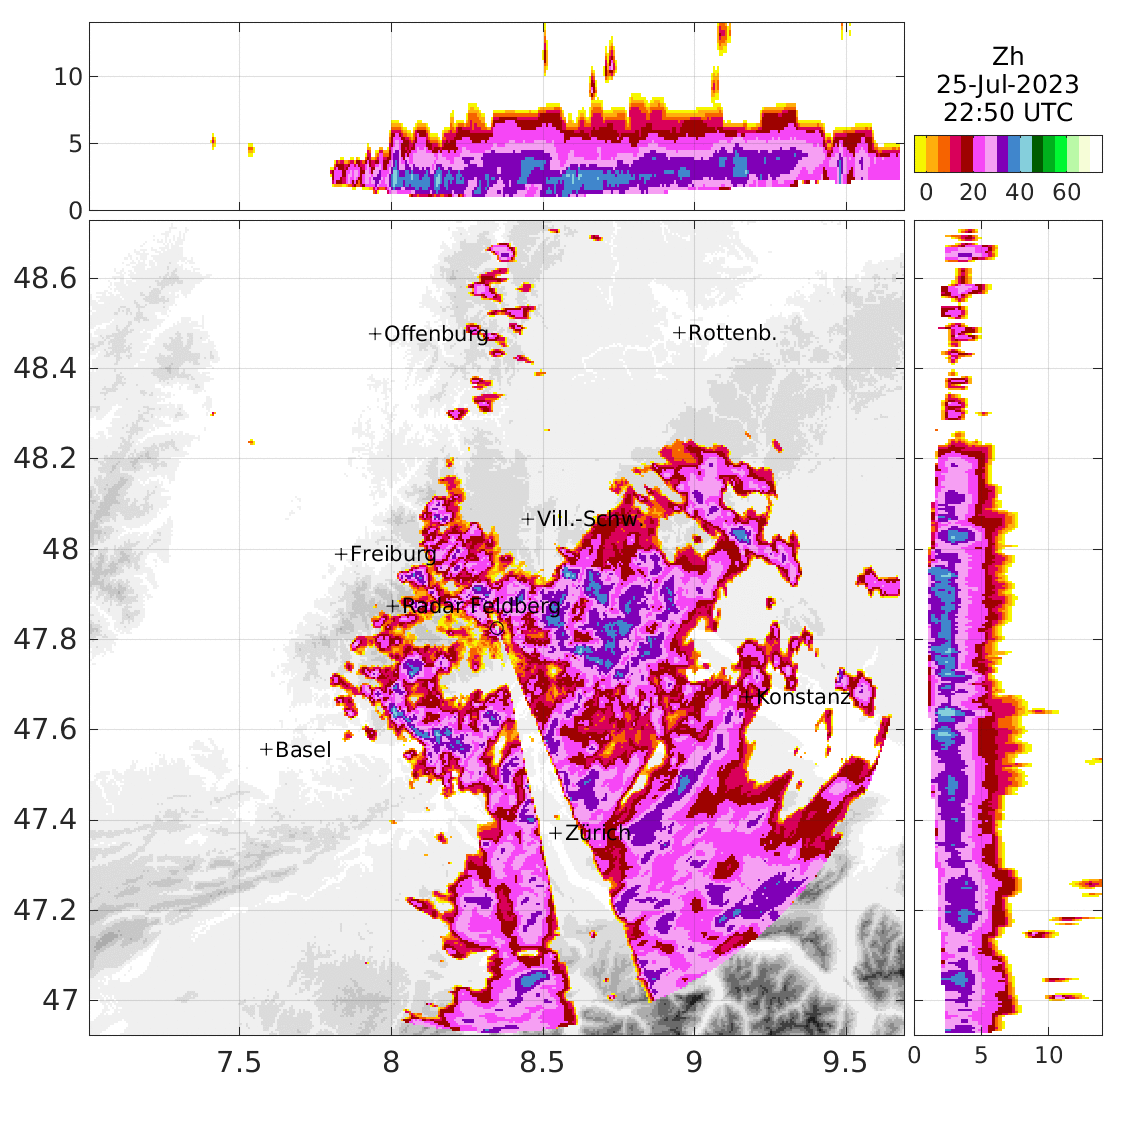 10
5
0
Zh
25-Jul-2023
22:50 UTC
0 20 40 60
48.6
48.4
48.2
48
47.8
47.6
47.4
47.2
47
+Offenburg
+Rottenb.
+Vill.-Schw.
+Freiburg
+Radar Feldberg
+Konstanz
+Basel
+Zürich
7.5 8 8.5 9 9.5
0 5 10